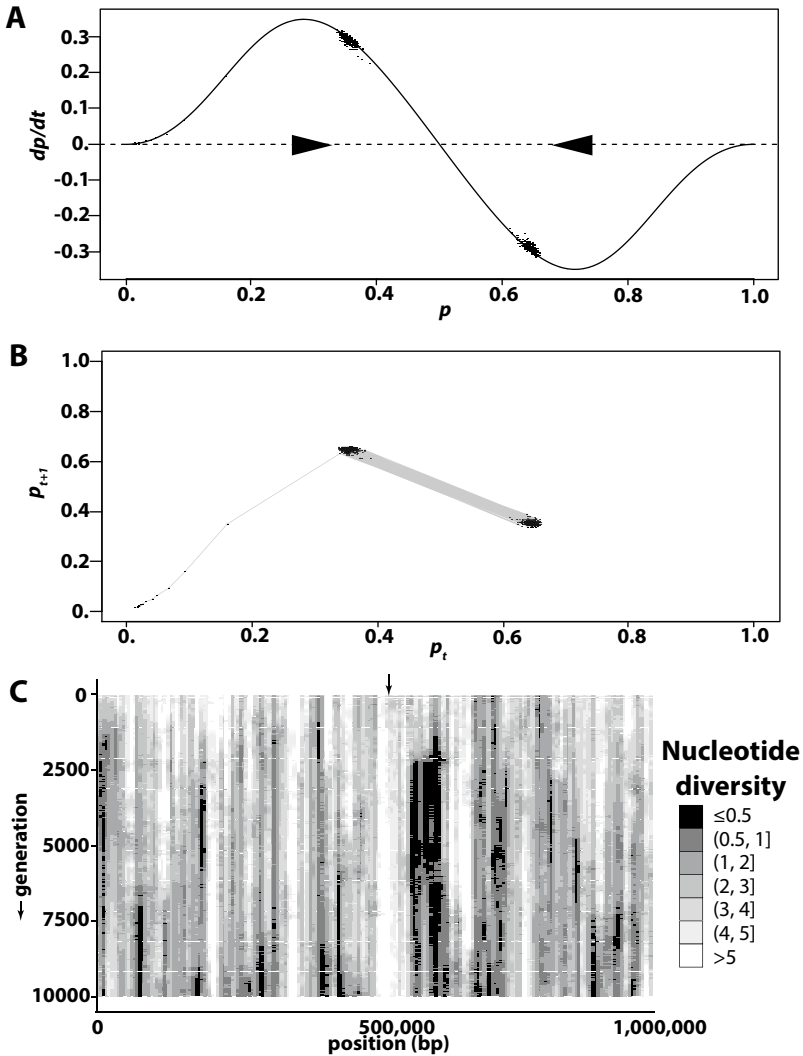 A
dp/dt
0.3
0.2
0.1
0.
-0.1
-0.2
-0.3
0. 0.2 0.4 0.6 0.8 1.0
p
B
pt+1
1.0
0.8
0.6
0.4
0.2
0.
0. 0.2 0.4 0.6 0.8 1.0
pt
C
← generation
0
2500
5000
7500
10000
0 500,000 1,000,000
position (bp)
Nucleotide
diversity
≤0.5
(0.5, 1]
(1, 2]
(2, 3]
(3, 4]
(4, 5]
>5